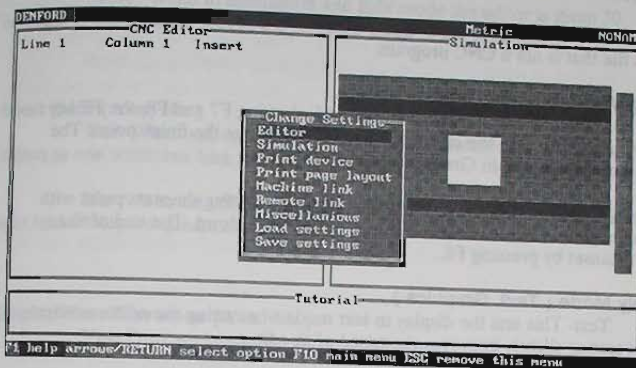 DENFORD Metric NONAM
CNC Editor
Line 1 Column 1 Insert
Simulation
Change Settings
Editor
Simulation
Print device
Print page layout
Machine link
Remote link
Miscellanious
Load settings
Save settings
Tutorial
F1 help arrows/RETURN select option F10 main menu ESC remove this menu